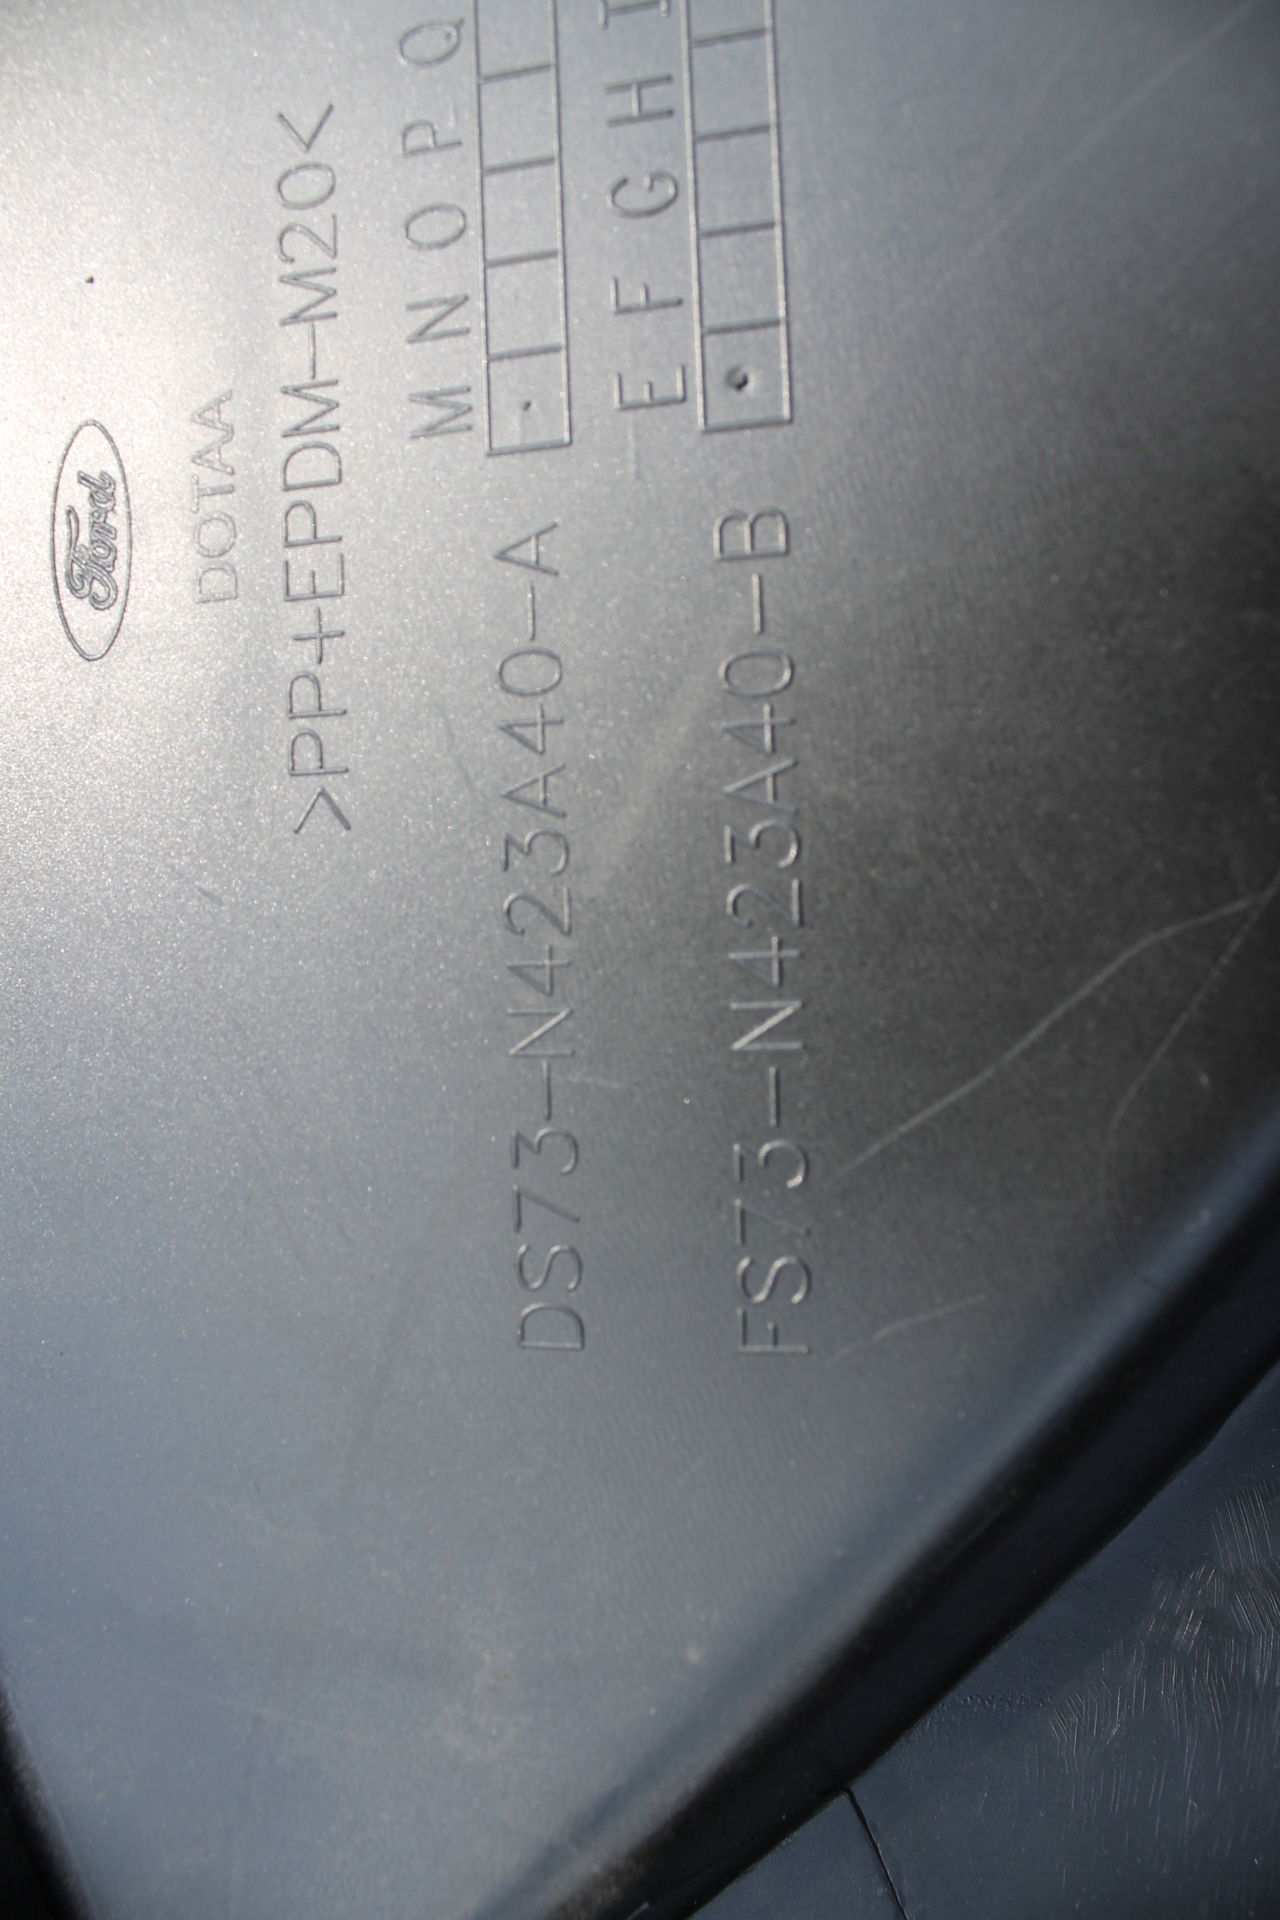 Ford
DOTAA
>PP+EPDM-M20<
M N O P Q
DS73-N423A40-A
E F G H I
FS73-N423A40-B